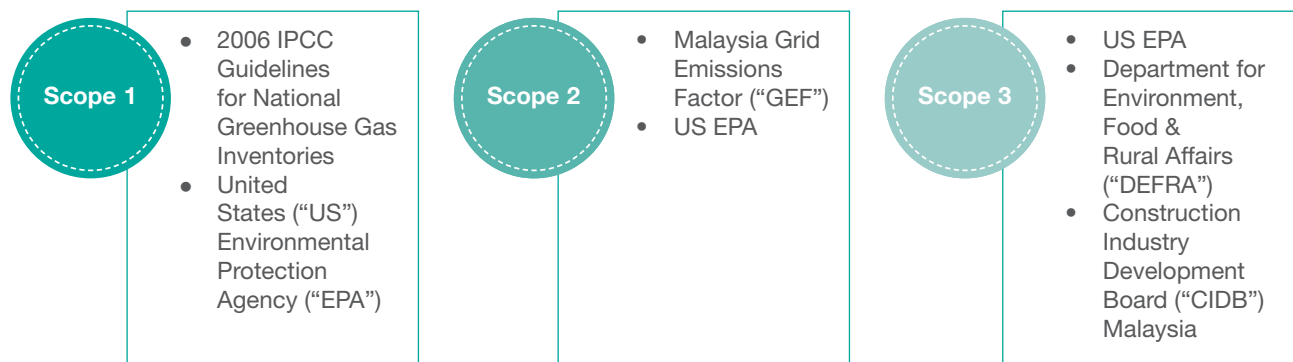 Scope 1
● 2006 IPCC
Guidelines
for National
Greenhouse Gas
Inventories
● United
States (“US”)
Environmental
Protection
Agency (“EPA”)
Scope 2
• Malaysia Grid
Emissions
Factor (“GEF”)
• US EPA
Scope 3
• US EPA
• Department for
Environment,
Food &
Rural Affairs
(“DEFRA”)
• Construction
Industry
Development
Board (“CIDB”)
Malaysia